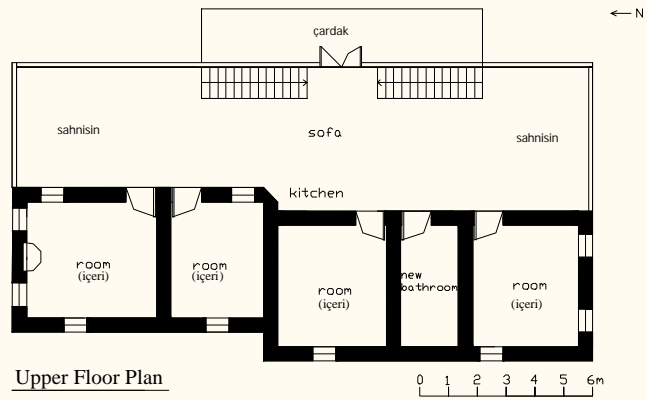 N
çardak
sahnisin
sofa
sahnisin
kitchen
room
(içeri)
room
(içeri)
room
(içeri)
new
bathroom
room
(içeri)
Upper Floor Plan
0 1 2 3 4 5 6m